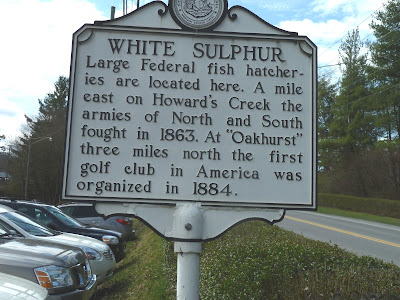 WHITE SULPHUR
Large Federal fish hatcher-
ies are located here. A mile
east on Howard's Creek the
armies of North and South
fought in 1863. At "Oakhurst"
three miles north the first
golf club in America was
organized in 1884.